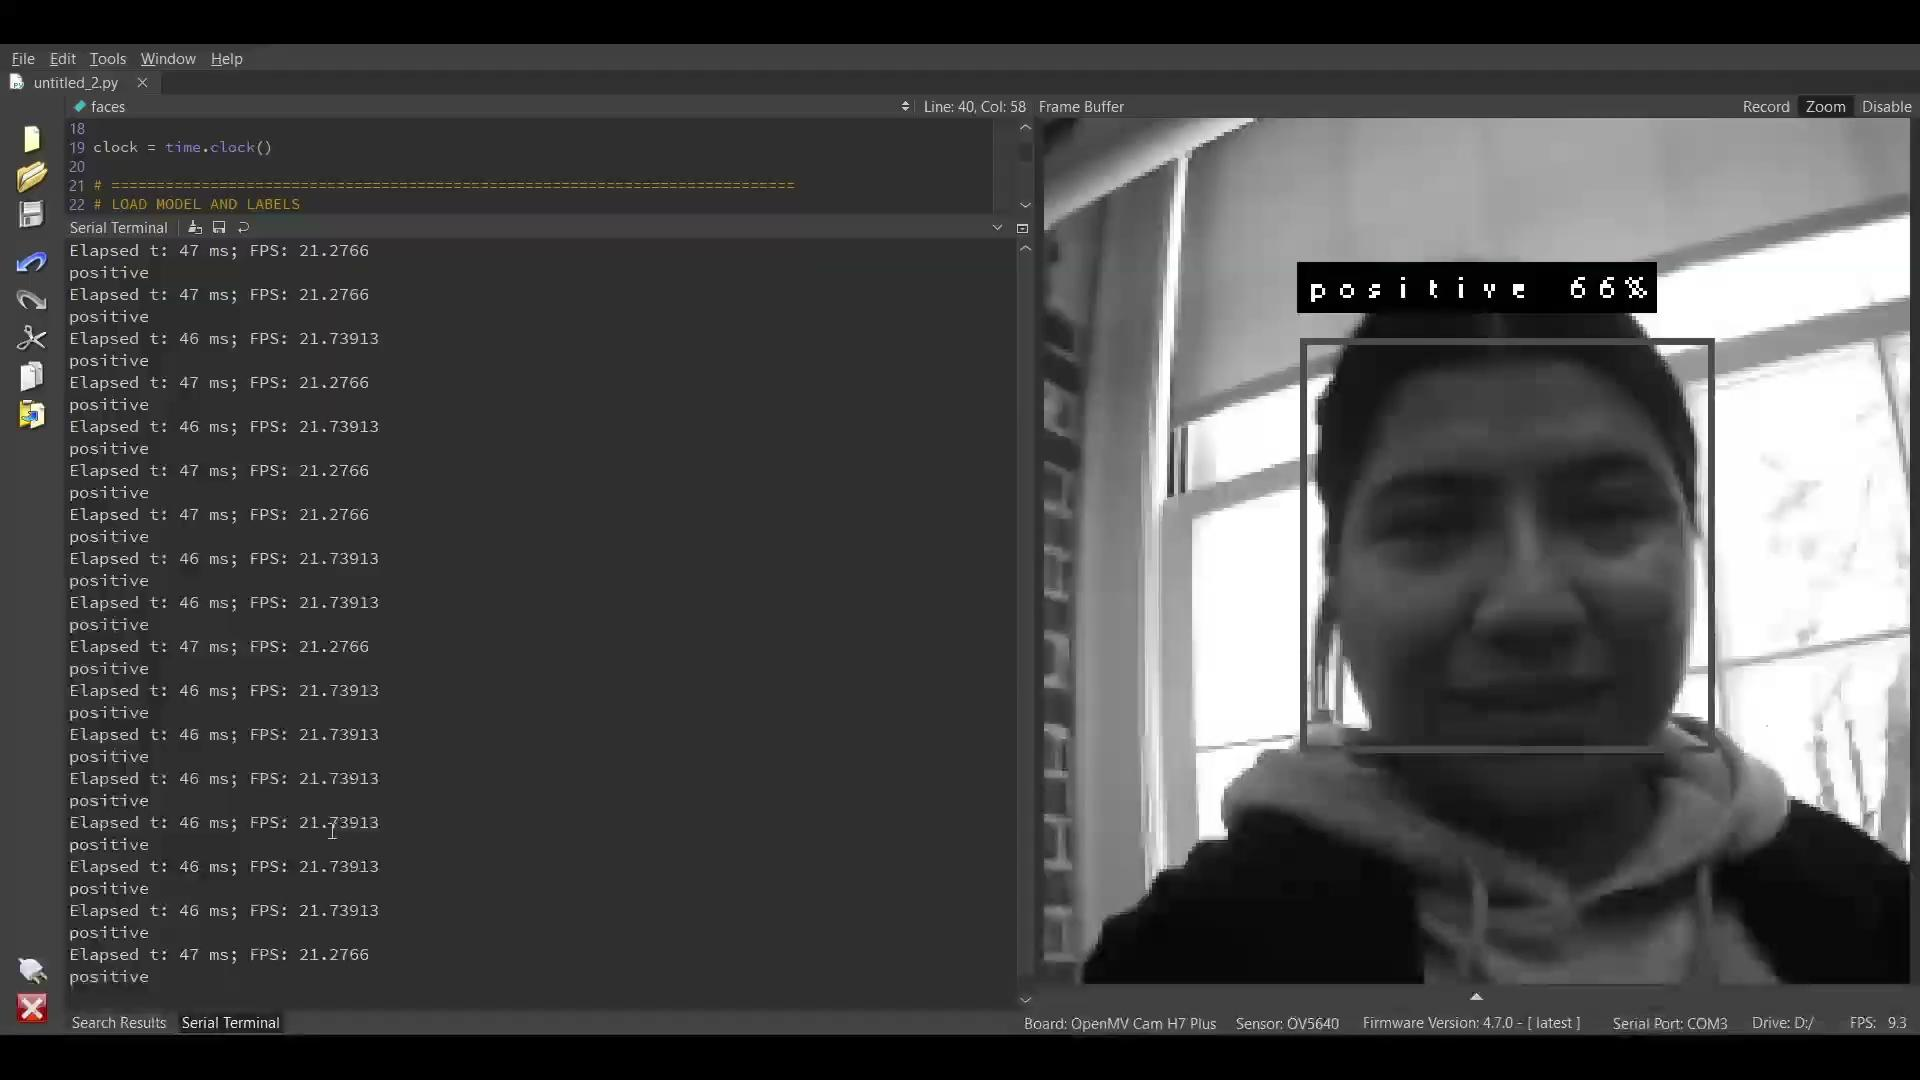 File Edit Tools Window Help
untitled_2.py
faces
Line: 40, Col: 58
Frame Buffer
Record Zoom Disable
18
19 clock = time.clock()
20
21 # ============================================================================
22 # LOAD MODEL AND LABELS
Serial Terminal
Elapsed t: 47 ms; FPS: 21.2766
positive
Elapsed t: 47 ms; FPS: 21.2766
positive
Elapsed t: 46 ms; FPS: 21.73913
positive
Elapsed t: 47 ms; FPS: 21.2766
positive
Elapsed t: 46 ms; FPS: 21.73913
positive
Elapsed t: 47 ms; FPS: 21.2766
positive
Elapsed t: 47 ms; FPS: 21.2766
positive
Elapsed t: 46 ms; FPS: 21.73913
positive
Elapsed t: 46 ms; FPS: 21.73913
positive
Elapsed t: 47 ms; FPS: 21.2766
positive
Elapsed t: 46 ms; FPS: 21.73913
positive
Elapsed t: 46 ms; FPS: 21.73913
positive
Elapsed t: 46 ms; FPS: 21.73913
positive
Elapsed t: 46 ms; FPS: 21.73913
positive
Elapsed t: 46 ms; FPS: 21.73913
positive
Elapsed t: 46 ms; FPS: 21.73913
positive
Elapsed t: 47 ms; FPS: 21.2766
positive
positive 66%
Search Results Serial Terminal
Board: OpenMV Cam H7 Plus Sensor: OV5640 Firmware Version: 4.7.0 - [ latest ] Serial Port: COM3 Drive: D:/ FPS: 9.3